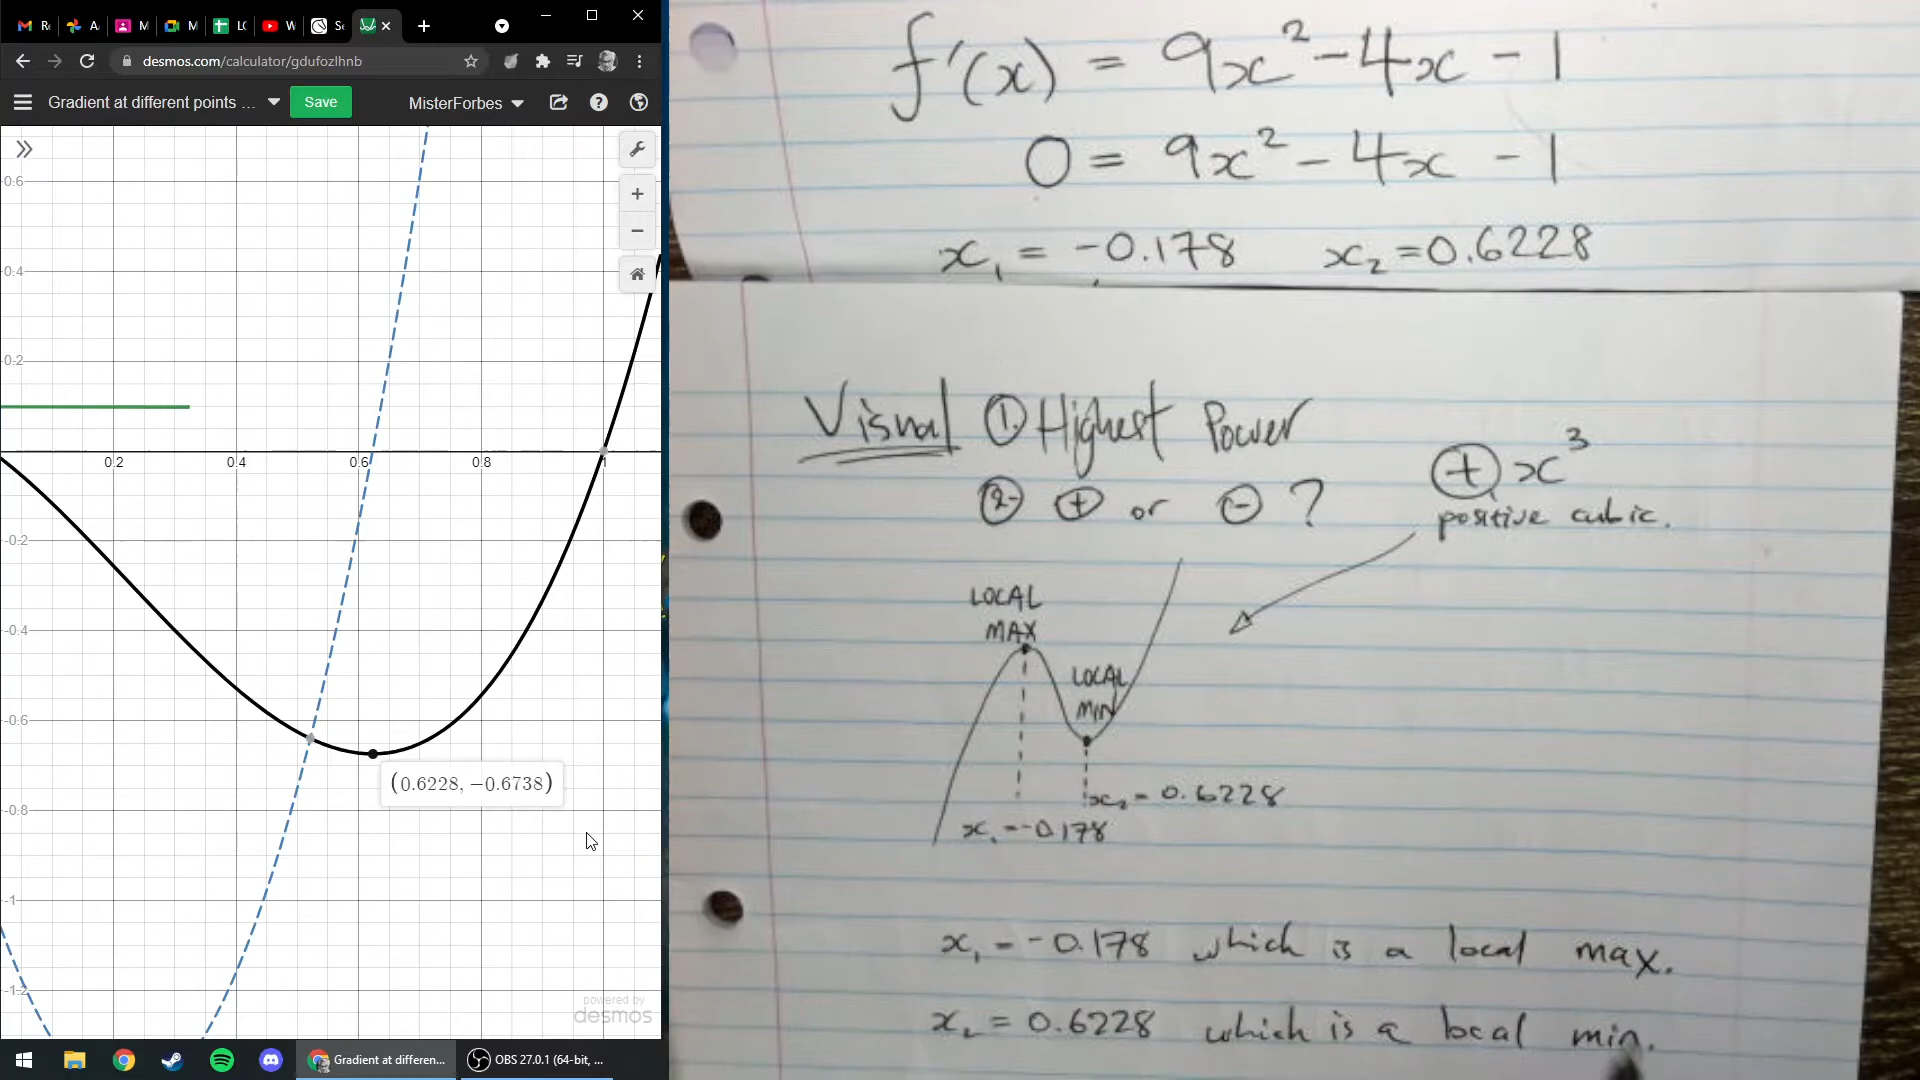 desmos.com/calculator/gdufozlhnb
Gradient at different points ...
Save
MisterForbes
0.6
0.4
0.2
0.2
0.4
0.6
0.8
1
-0.2
-0.4
-0.6
(0.6228, −0.6738)
-0.8
-1
-1.2
powered by
desmos
Gradient at differen...
OBS 27.0.1 (64-bit, ...
f'(x) = 9x² - 4x - 1
0 = 9x² - 4x - 1
x₁ = -0.178 x₂ = 0.6228
Visual ① Highest Power
② ⊕ or ⊖ ?
⊕ x³
positive cubic.
LOCAL
MAX
LOCAL
MIN
x₂ = 0.6228
x₁ = -0.178
x₁ = -0.178 which is a local max.
x₂ = 0.6228 which is a local min.